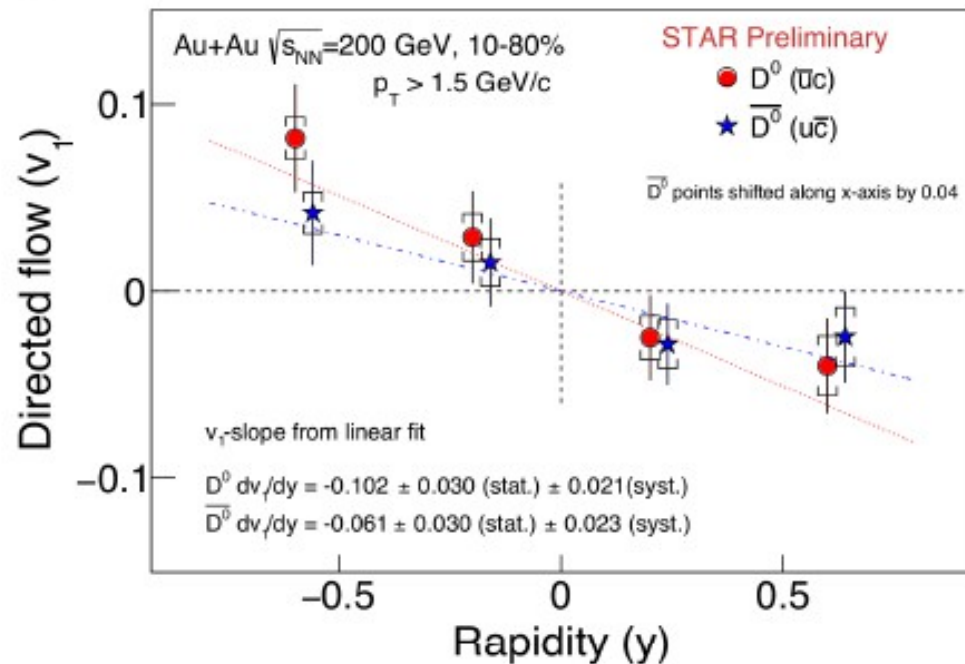 Au+Au √s_NN=200 GeV, 10-80%
p_T > 1.5 GeV/c
STAR Preliminary
D⁰ (u̅c)
D̅⁰ (uc̅)
D̅⁰ points shifted along x-axis by 0.04
Directed flow (v₁)
0.1
0
−0.1
v₁-slope from linear fit
D⁰ dv₁/dy = -0.102 ± 0.030 (stat.) ± 0.021(syst.)
D̅⁰ dv₁/dy = -0.061 ± 0.030 (stat.) ± 0.023 (syst.)
−0.5
0
0.5
Rapidity (y)